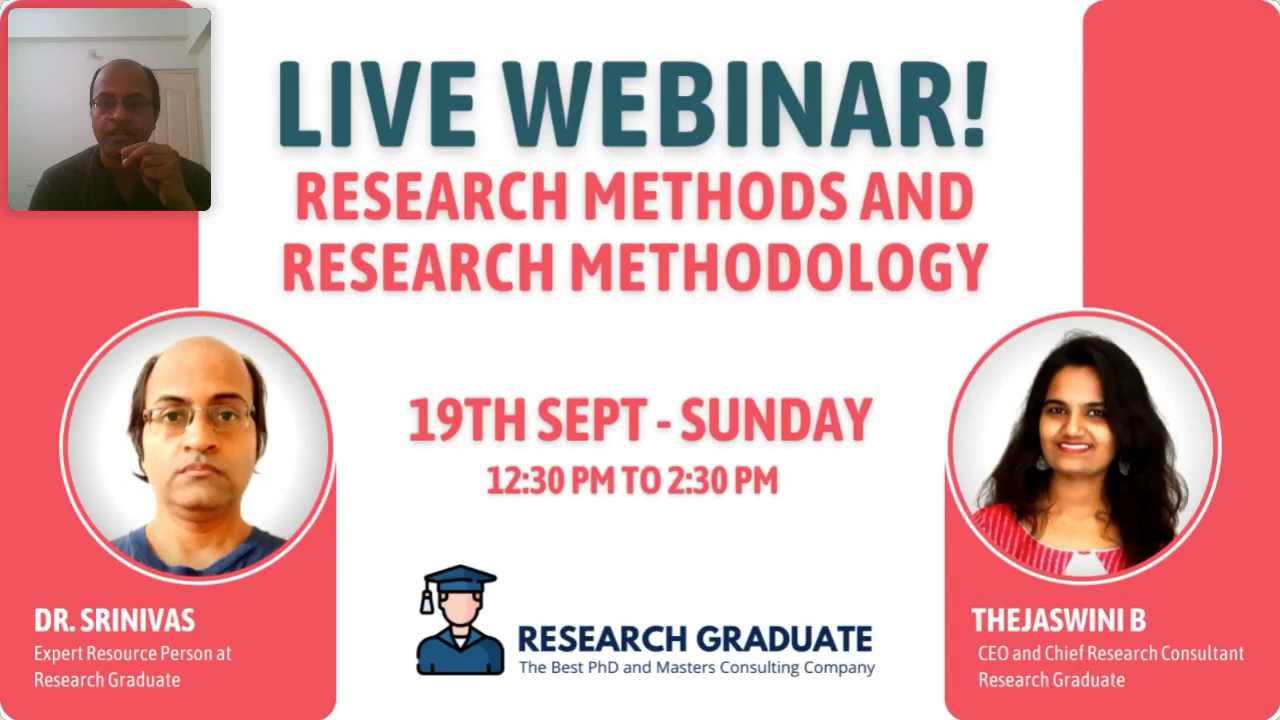 LIVE WEBINAR!
RESEARCH METHODS AND
RESEARCH METHODOLOGY
19TH SEPT - SUNDAY
12:30 PM TO 2:30 PM
DR. SRINIVAS
Expert Resource Person at
Research Graduate
RESEARCH GRADUATE
The Best PhD and Masters Consulting Company
THEJASWINI B
CEO and Chief Research Consultant
Research Graduate